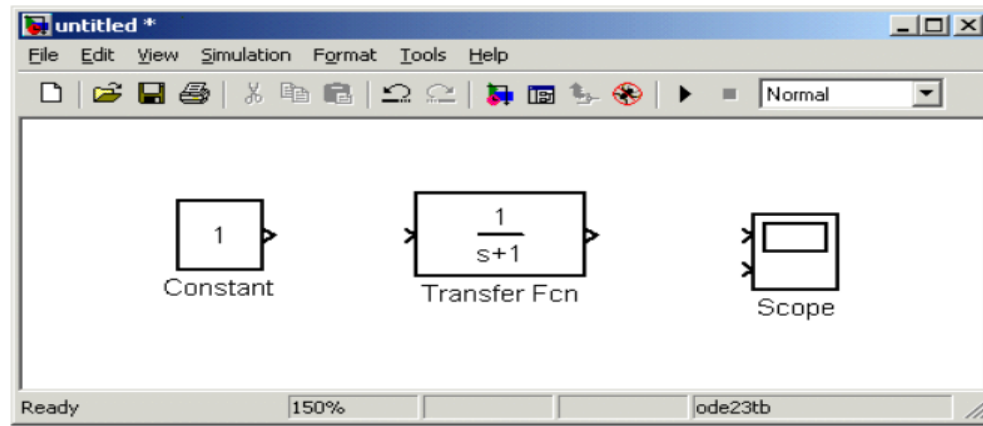 untitled *
File Edit View Simulation Format Tools Help
Normal
1
1
s+1
Constant
Transfer Fcn
Scope
Ready 150% ode23tb